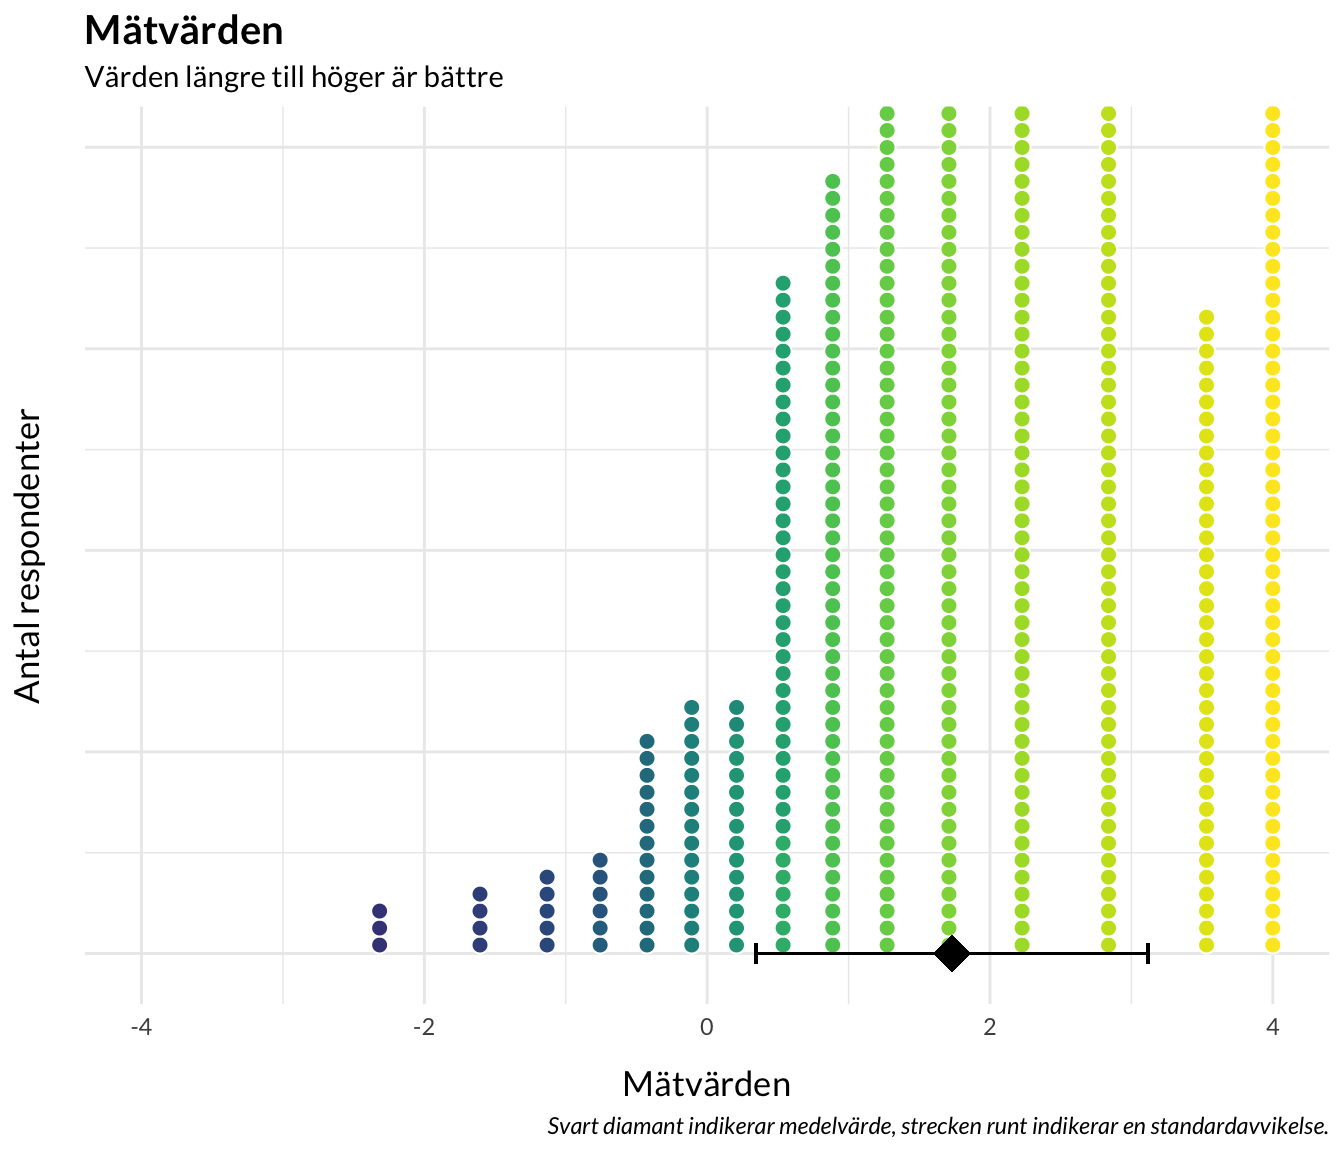 Mätvärden
Värden längre till höger är bättre
Antal respondenter
-4 -2 0 2 4
Mätvärden
Svart diamant indikerar medelvärde, strecken runt indikerar en standardavvikelse.